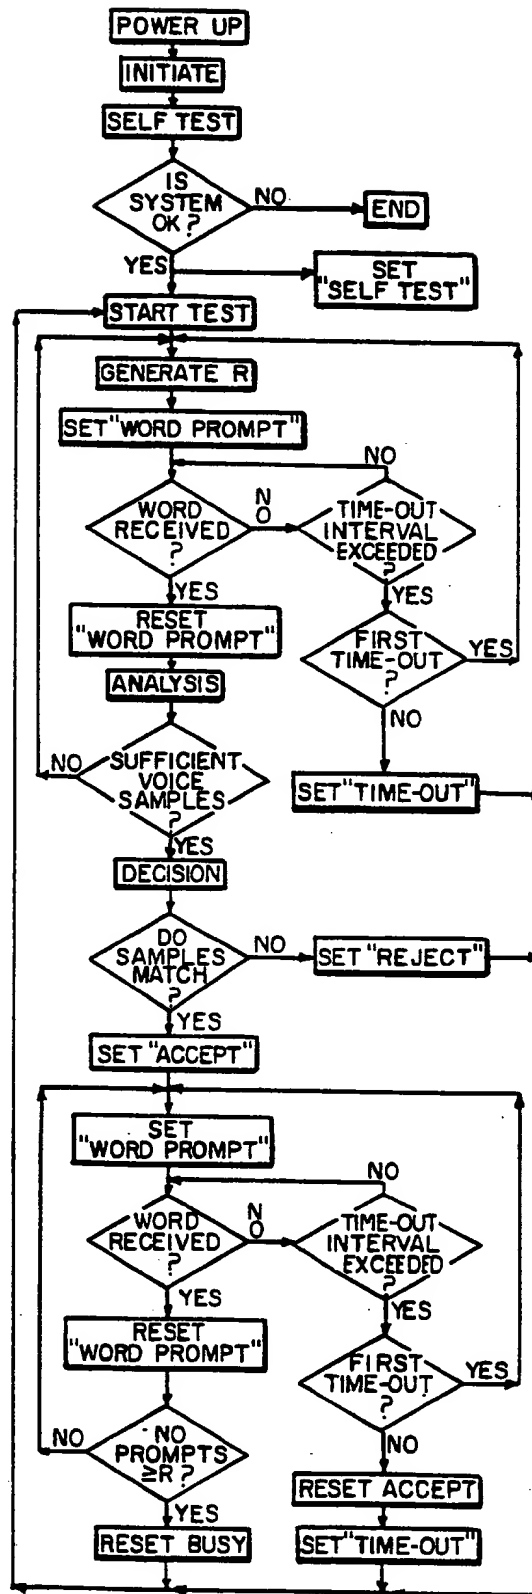 POWER UP
INITIATE
SELF TEST
IS
SYSTEM
OK?
NO
END
YES
SET
"SELF TEST"
START TEST
GENERATE R
SET "WORD PROMPT"
NO
WORD
RECEIVED
?
N
O
TIME-OUT
INTERVAL
EXCEEDED
?
YES
YES
RESET
"WORD PROMPT"
FIRST
TIME-OUT
?
YES
ANALYSIS
NO
NO
SUFFICIENT
VOICE
SAMPLES
?
SET "TIME-OUT"
YES
DECISION
DO
SAMPLES
MATCH
?
NO
SET "REJECT"
YES
SET "ACCEPT"
SET
"WORD PROMPT"
NO
WORD
RECEIVED
?
N
O
TIME-OUT
INTERVAL
EXCEEDED
?
YES
YES
RESET
"WORD PROMPT"
FIRST
TIME-OUT
?
YES
NO
NO
PROMPTS
≥R?
NO
RESET ACCEPT
YES
RESET BUSY
SET "TIME-OUT"